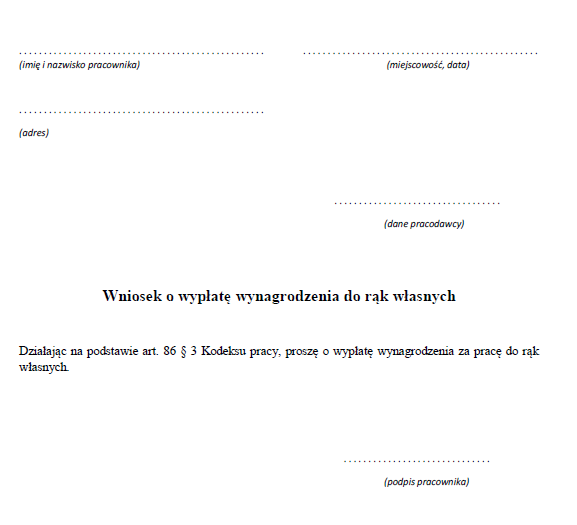 .................................................. ................................................
(imię i nazwisko pracownika) (miejscowość, data)
..................................................
(adres)
..................................
(dane pracodawcy)
Wniosek o wypłatę wynagrodzenia do rąk własnych
Działając na podstawie art. 86 § 3 Kodeksu pracy, proszę o wypłatę wynagrodzenia za pracę do rąk
własnych.
..............................
(podpis pracownika)